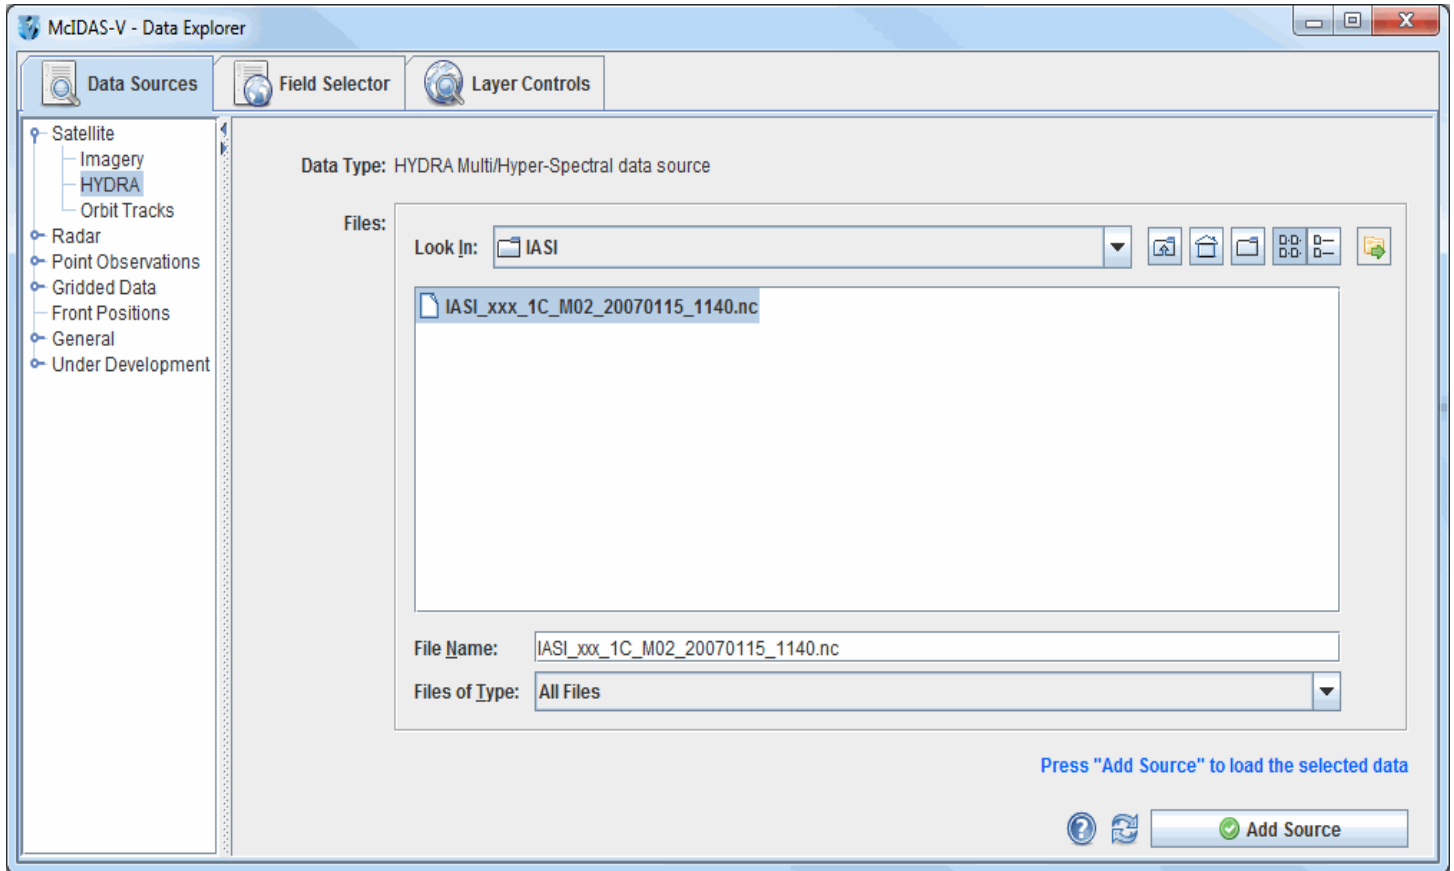 McIDAS-V - Data Explorer
Data Sources
Field Selector
Layer Controls
Satellite
Imagery
HYDRA
Orbit Tracks
Radar
Point Observations
Gridded Data
Front Positions
General
Under Development
Data Type: HYDRA Multi/Hyper-Spectral data source
Files:
Look In: IASI
IASI_xxx_1C_M02_20070115_1140.nc
File Name: IASI_xxx_1C_M02_20070115_1140.nc
Files of Type: All Files
Press "Add Source" to load the selected data
Add Source